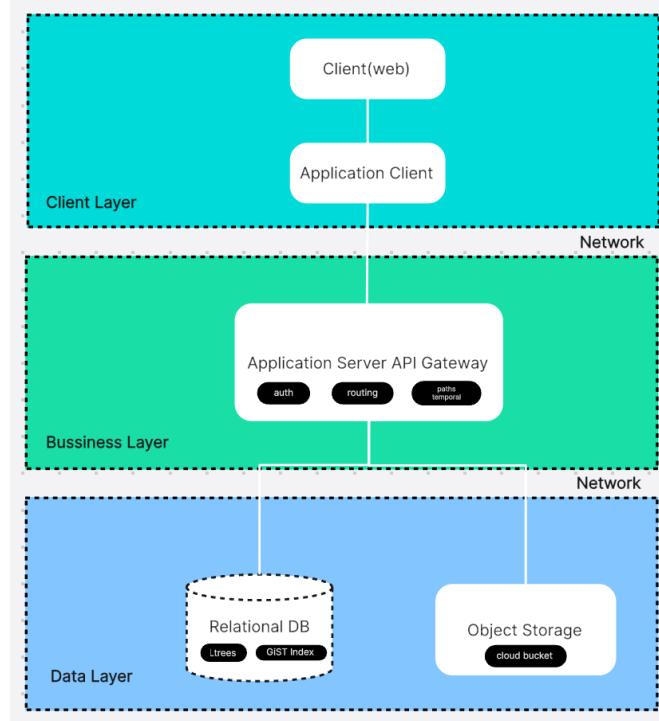 Client(web)
Application Client
Client Layer
Network
Application Server API Gateway
auth
routing
paths
temporal
Bussiness Layer
Network
Relational DB
Ltrees
GiST Index
Object Storage
cloud bucket
Data Layer